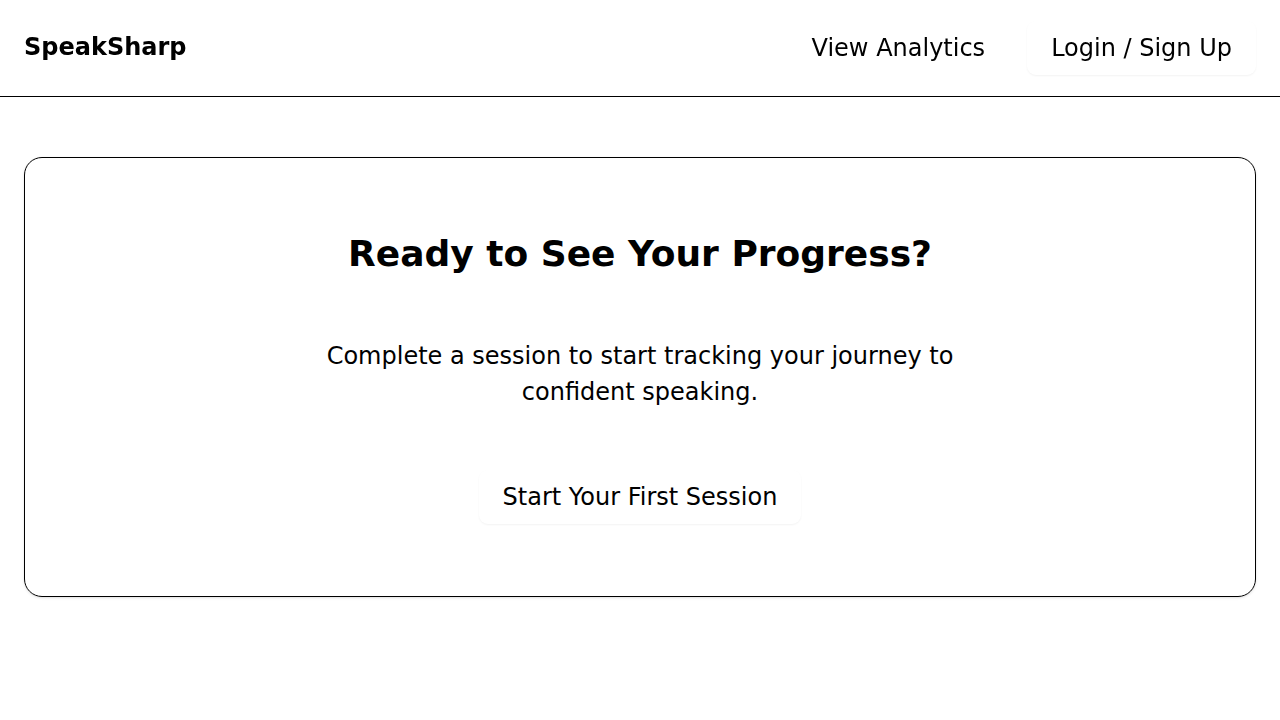 SpeakSharp
View Analytics
Login / Sign Up
Ready to See Your Progress?
Complete a session to start tracking your journey to
confident speaking.
Start Your First Session